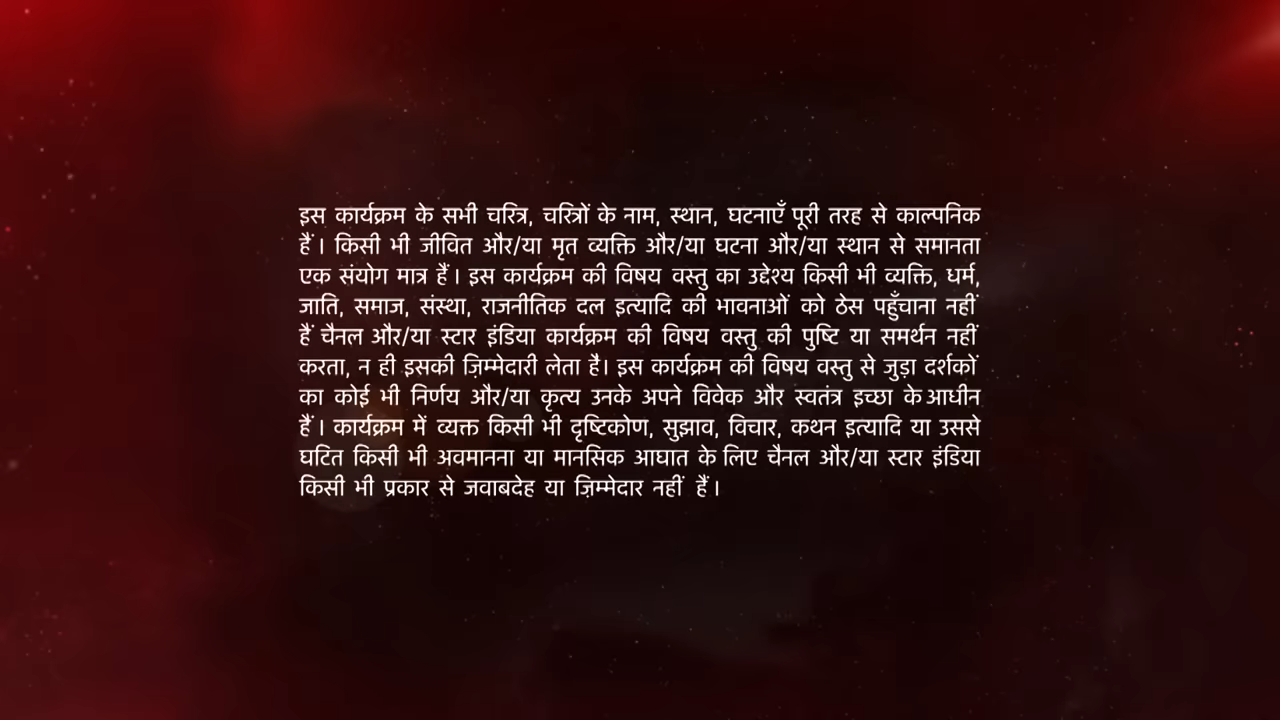 इस कार्यक्रम के सभी चरित्र, चरित्रों के नाम, स्थान, घटनाएँ पूरी तरह से काल्पनिक
हैं। किसी भी जीवित और/या मृत व्यक्ति और/या घटना और/या स्थान से समानता
एक संयोग मात्र हैं। इस कार्यक्रम की विषय वस्तु का उद्देश्य किसी भी व्यक्ति, धर्म,
जाति, समाज, संस्था, राजनीतिक दल इत्यादि की भावनाओं को ठेस पहुँचाना नहीं
हैं चैनल और/या स्टार इंडिया कार्यक्रम की विषय वस्तु की पुष्टि या समर्थन नहीं
करता, न ही इसकी ज़िम्मेदारी लेता है। इस कार्यक्रम की विषय वस्तु से जुड़ा दर्शकों
का कोई भी निर्णय और/या कृत्य उनके अपने विवेक और स्वतंत्र इच्छा के आधीन
हैं। कार्यक्रम में व्यक्त किसी भी दृष्टिकोण, सुझाव, विचार, कथन इत्यादि या उससे
घटित किसी भी अवमानना या मानसिक आघात के लिए चैनल और/या स्टार इंडिया
किसी भी प्रकार से जवाबदेह या ज़िम्मेदार नहीं हैं।